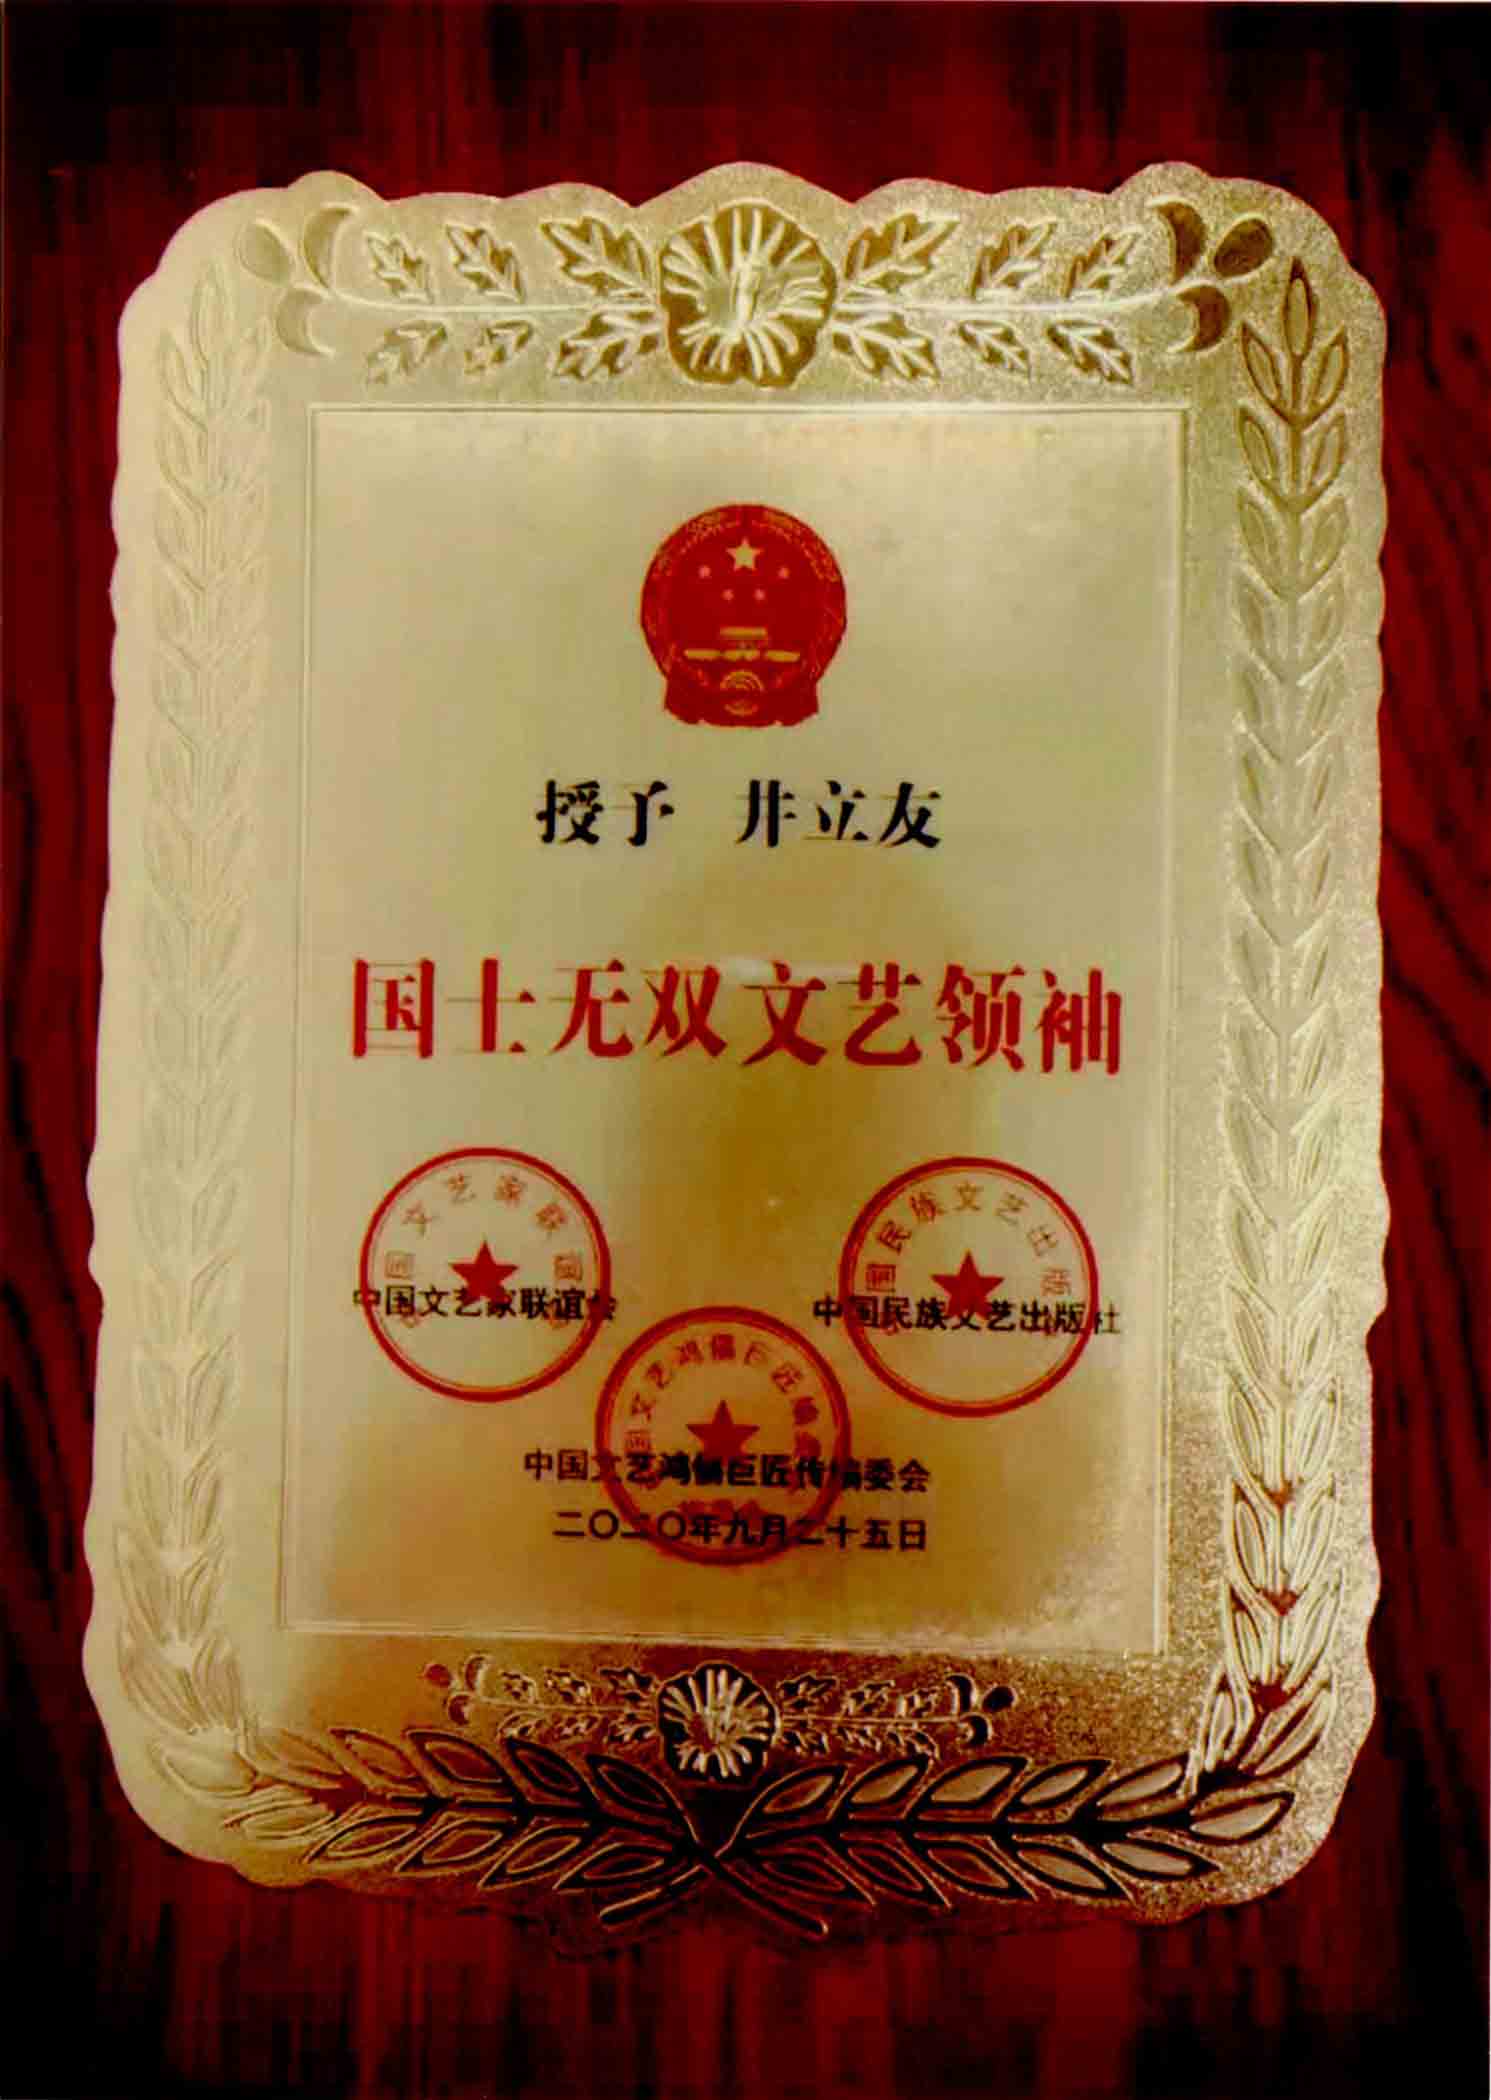 授予 井立友
国士无双文艺领袖
中国文艺家联谊会
中国民族文艺出版社
中国文艺鸿儒巨匠传编委会
二〇二〇年九月二十五日